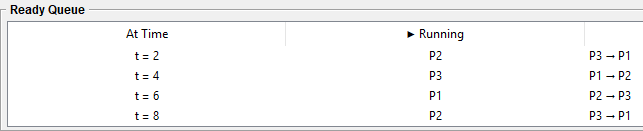 Ready Queue
At Time ► Running
t = 2 P2 P3 → P1
t = 4 P3 P1 → P2
t = 6 P1 P2 → P3
t = 8 P2 P3 → P1